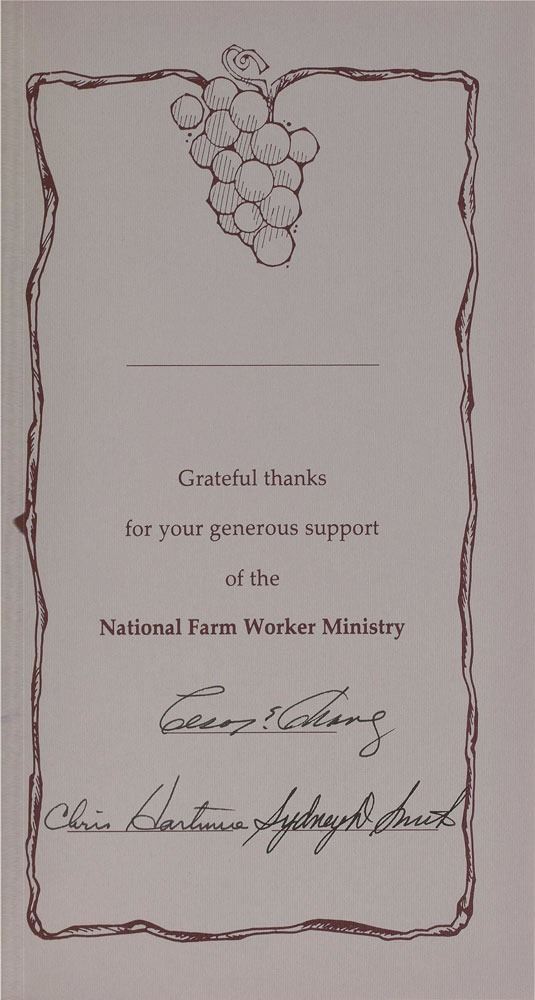 Grateful thanks
for your generous support
of the
National Farm Worker Ministry
Cesar E. Chavez
Chris Hartmire Sydney D. Smith